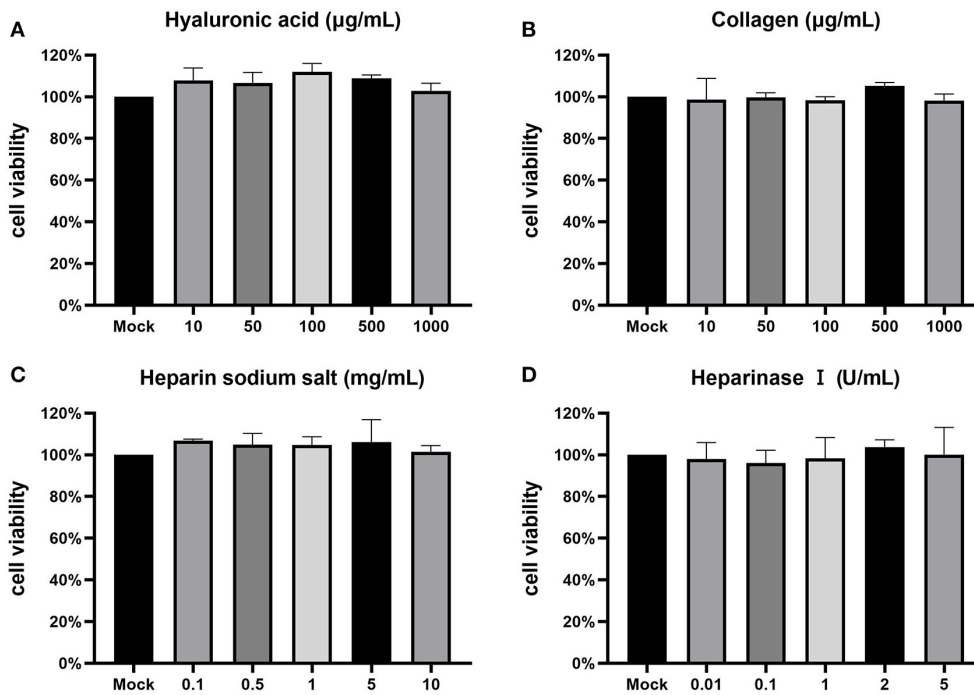 A
Hyaluronic acid (µg/mL)
cell viability
120%
100%
80%
60%
40%
20%
0%
Mock 10 50 100 500 1000
B
Collagen (µg/mL)
cell viability
120%
100%
80%
60%
40%
20%
0%
Mock 10 50 100 500 1000
C
Heparin sodium salt (mg/mL)
cell viability
120%
100%
80%
60%
40%
20%
0%
Mock 0.1 0.5 1 5 10
D
Heparinase Ⅰ (U/mL)
cell viability
120%
100%
80%
60%
40%
20%
0%
Mock 0.01 0.1 1 2 5